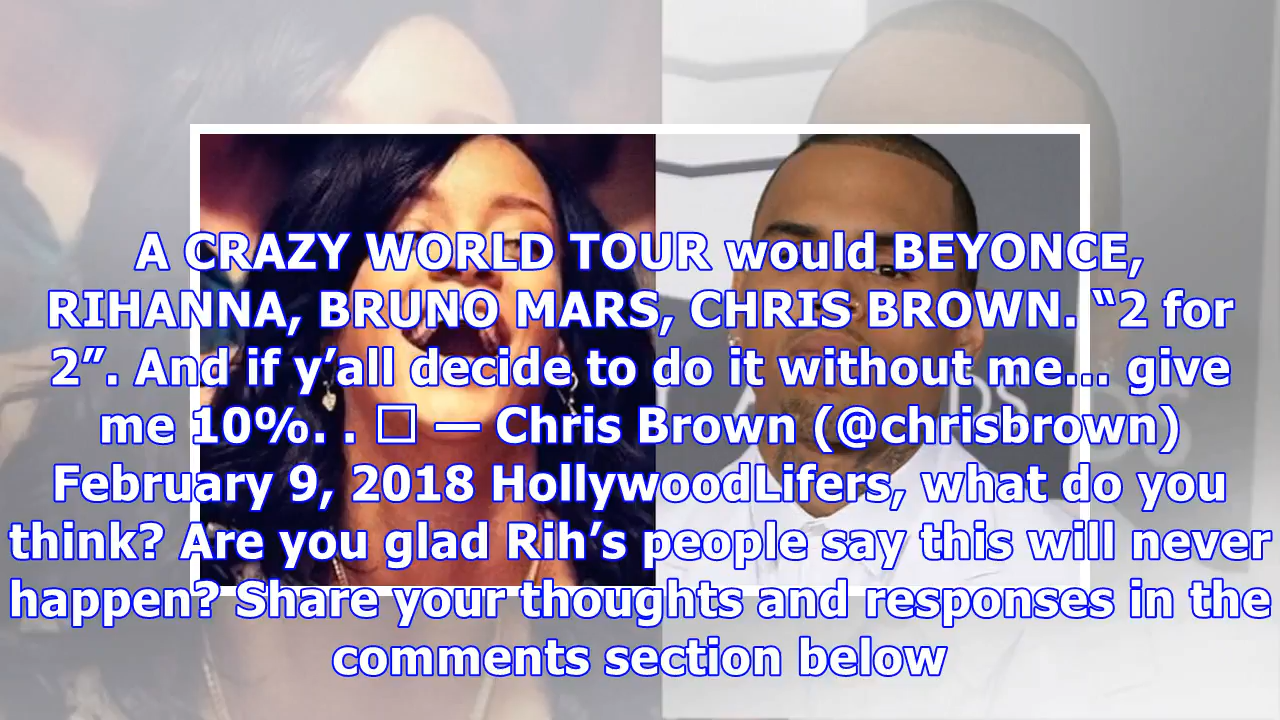 A CRAZY WORLD TOUR would BEYONCE,
RIHANNA, BRUNO MARS, CHRIS BROWN. “2 for
2”. And if y’all decide to do it without me... give
me 10%. . □ — Chris Brown (@chrisbrown)
February 9, 2018 HollywoodLifers, what do you
think? Are you glad Rih’s people say this will never
happen? Share your thoughts and responses in the
comments section below